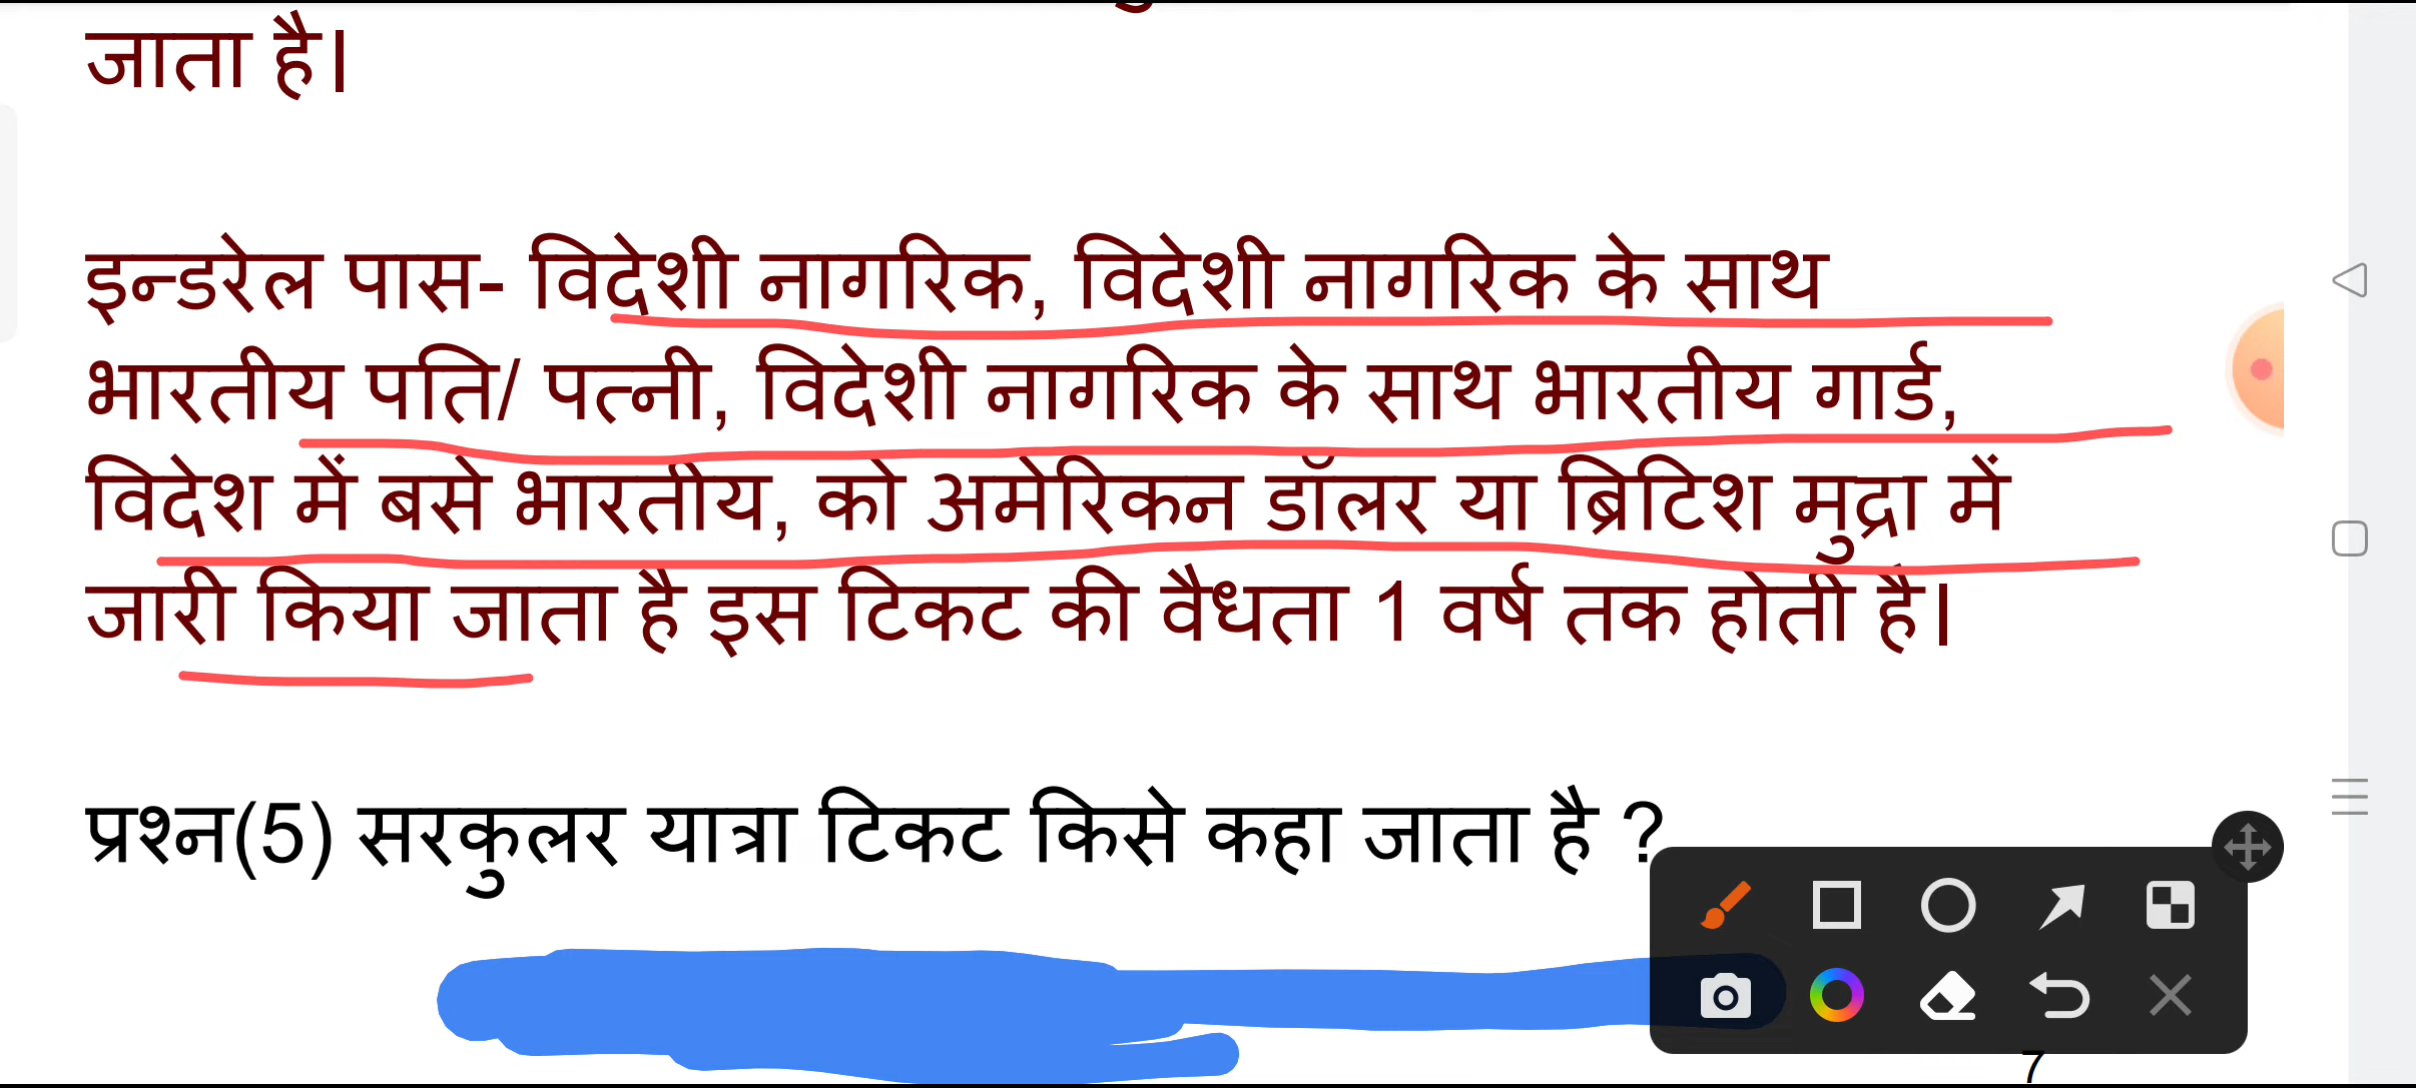 जाता है।
इन्डरेल पास- विदेशी नागरिक, विदेशी नागरिक के साथ
भारतीय पति/ पत्नी, विदेशी नागरिक के साथ भारतीय गार्ड,
विदेश में बसे भारतीय, को अमेरिकन डॉलर या ब्रिटिश मुद्रा में
जारी किया जाता है इस टिकट की वैधता 1 वर्ष तक होती है।
प्रश्न(5) सरकुलर यात्रा टिकट किसे कहा जाता है ?
7